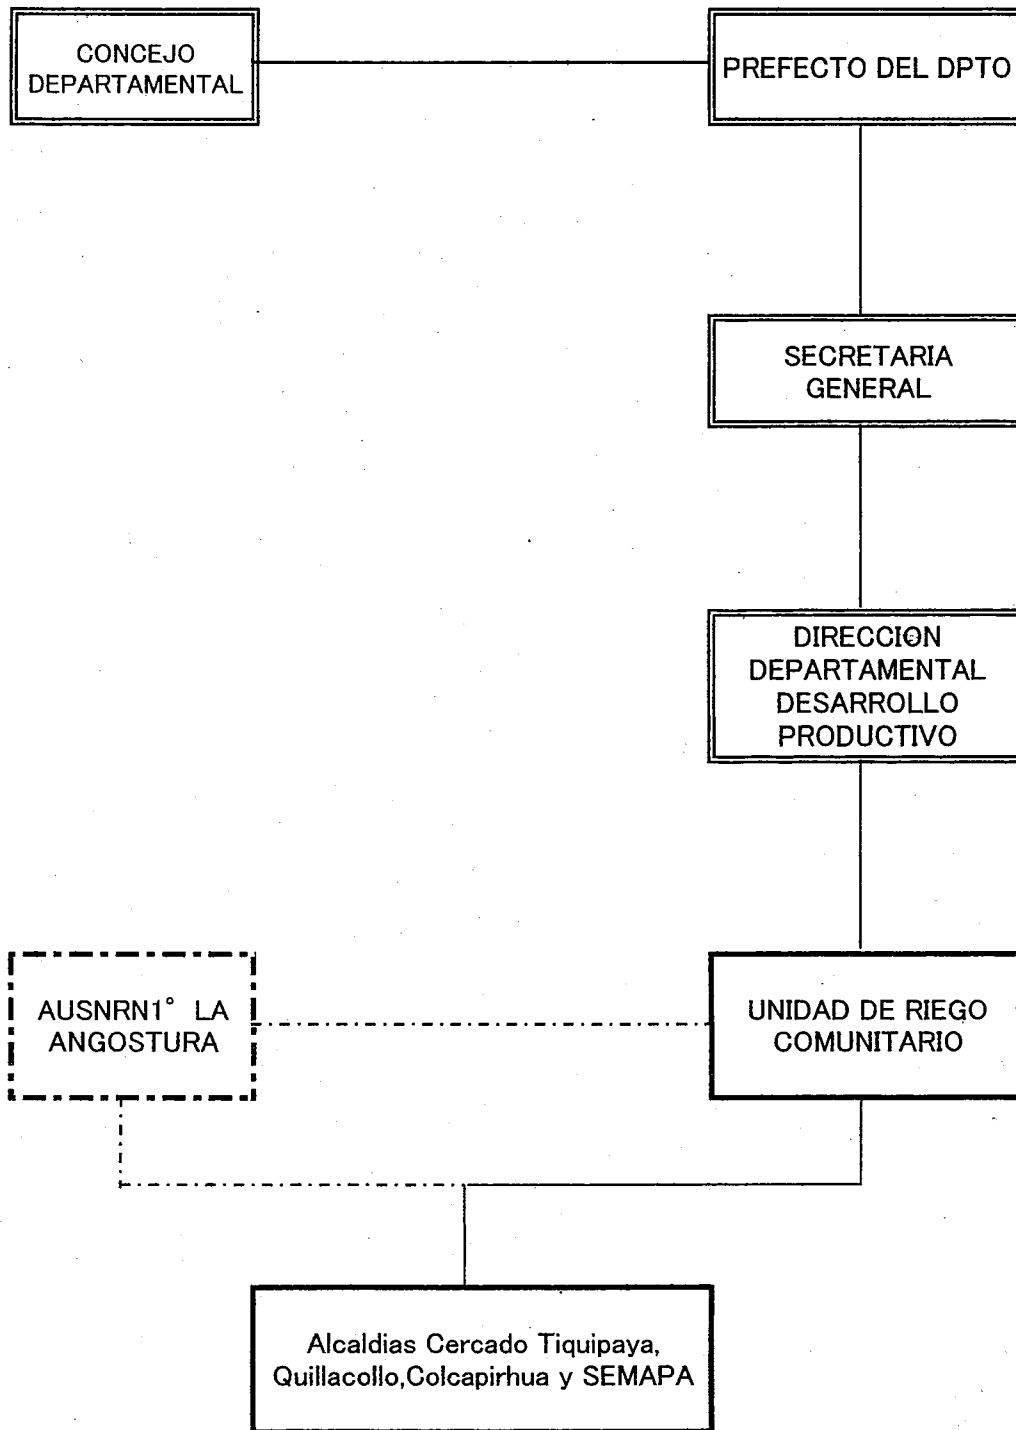 CONCEJO
DEPARTAMENTAL
PREFECTO DEL DPTO
SECRETARIA
GENERAL
DIRECCION
DEPARTAMENTAL
DESARROLLO
PRODUCTIVO
AUSNRN1° LA
ANGOSTURA
UNIDAD DE RIEGO
COMUNITARIO
Alcaldias Cercado Tiquipaya,
Quillacollo,Colcapirhua y SEMAPA